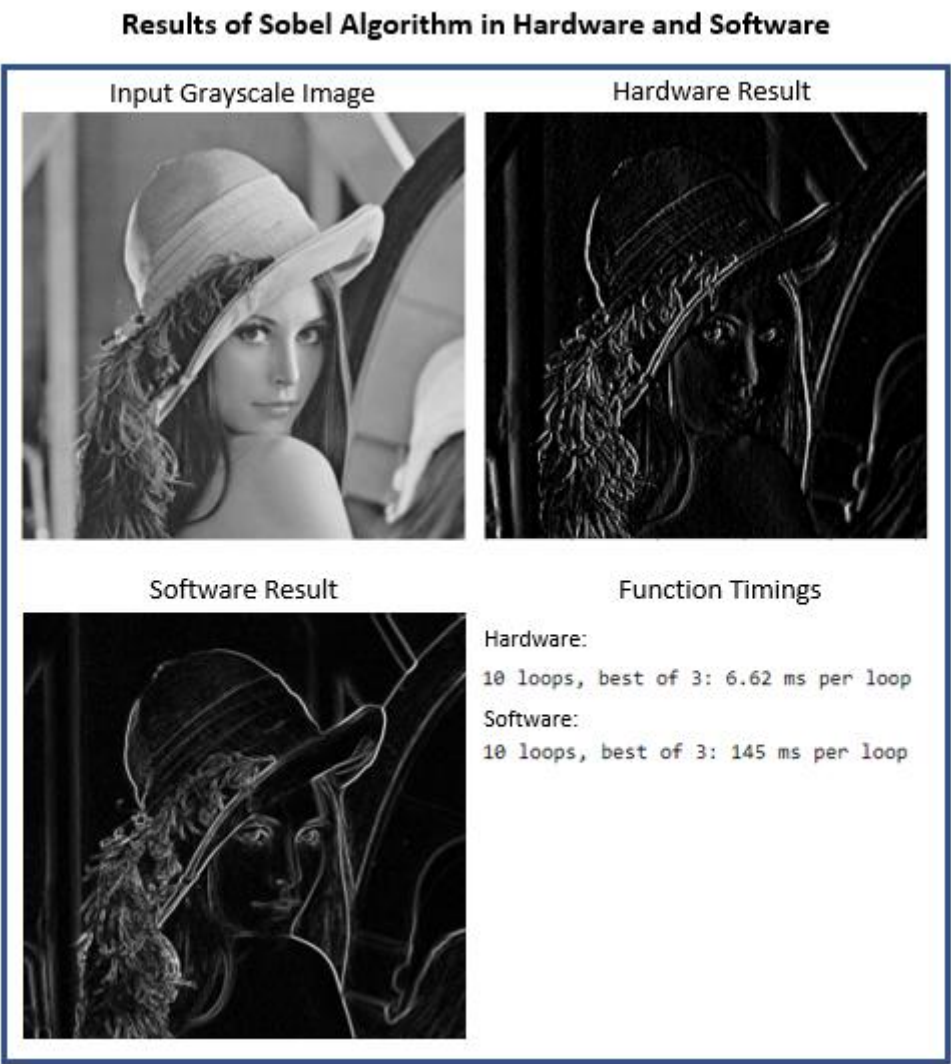 Results of Sobel Algorithm in Hardware and Software
Input Grayscale Image
Hardware Result
Software Result
Function Timings
Hardware:
10 loops, best of 3: 6.62 ms per loop
Software:
10 loops, best of 3: 145 ms per loop